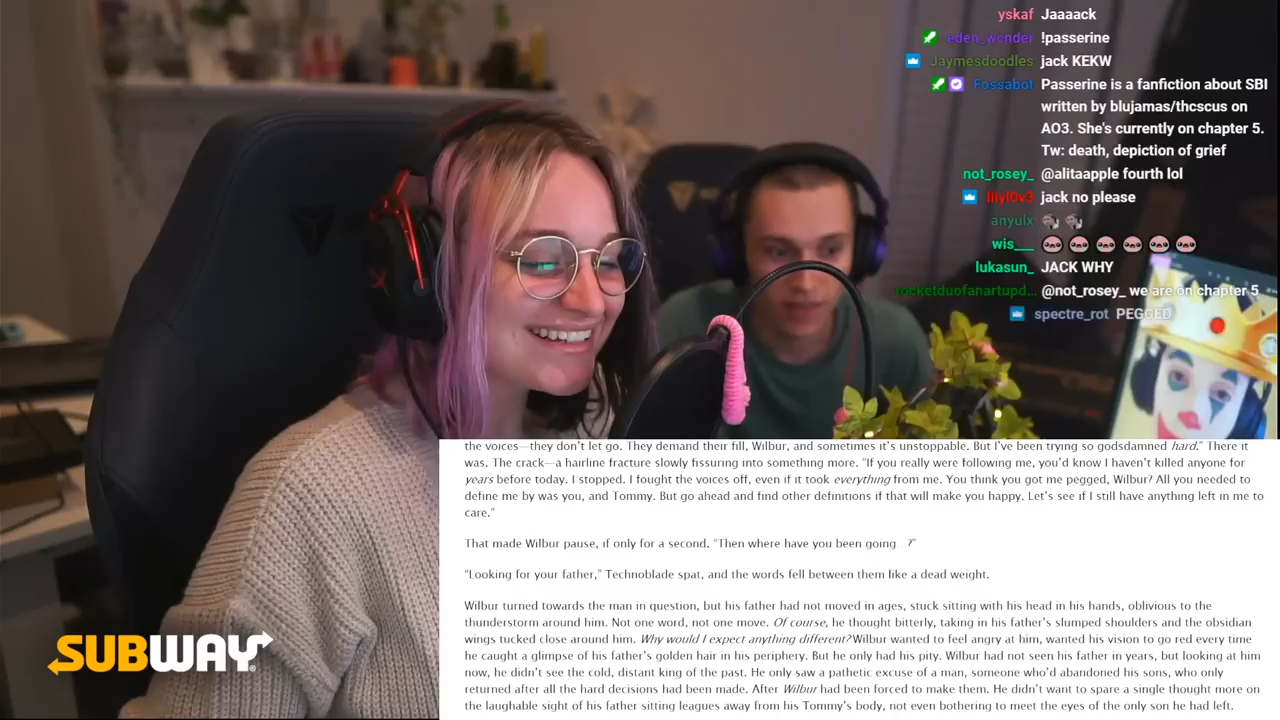 yskaf Jaaaack
eden_wonder !passerine
Jaymesdoodles jack KEKW
Fossabot Passerine is a fanfiction about SBI
written by blujamas/thcscus on
AO3. She's currently on chapter 5.
Tw: death, depiction of grief
not_rosey_ @alitaapple fourth lol
lilyl0v3 jack no please
anyulx
wis___
lukasun_ JACK WHY
rocketduofanartupd... @not_rosey_ we are on chapter 5
spectre_rot PEGGED
the voices—they don't let go. They demand their fill, Wilbur, and sometimes it's unstoppable. But I've been trying so godsdamned hard." There it
was. The crack—a hairline fracture slowly fissuring into something more. "If you really were following me, you'd know I haven't killed anyone for
years before today. I stopped. I fought the voices off, even if it took everything from me. You think you got me pegged, Wilbur? All you needed to
define me by was you, and Tommy. But go ahead and find other definitions if that will make you happy. Let's see if I still have anything left in me to
care."
That made Wilbur pause, if only for a second. "Then where have you been going...?"
"Looking for your father," Technoblade spat, and the words fell between them like a dead weight.
Wilbur turned towards the man in question, but his father had not moved in ages, stuck sitting with his head in his hands, oblivious to the
thunderstorm around him. Not one word, not one move. Of course, he thought bitterly, taking in his father's slumped shoulders and the obsidian
wings tucked close around him. Why would I expect anything different? Wilbur wanted to feel angry at him, wanted his vision to go red every time
he caught a glimpse of his father's golden hair in his periphery. But he only had his pity. Wilbur had not seen his father in years, but looking at him
now, he didn't see the cold, distant king of the past. He only saw a pathetic excuse of a man, someone who'd abandoned his sons, who only
returned after all the hard decisions had been made. After Wilbur had been forced to make them. He didn't want to spare a single thought more on
the laughable sight of his father sitting leagues away from his Tommy's body, not even bothering to meet the eyes of the only son he had left.
SUBWAY